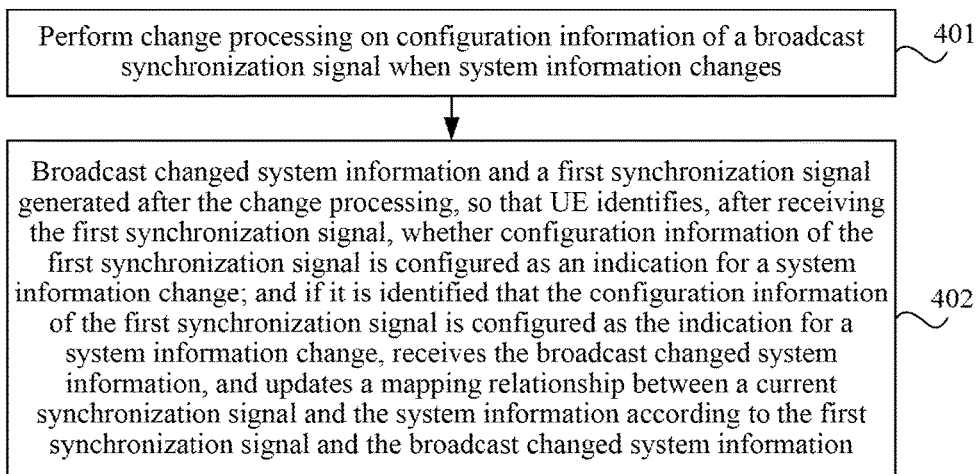 Perform change processing on configuration information of a broadcast
synchronization signal when system information changes
401
Broadcast changed system information and a first synchronization signal
generated after the change processing, so that UE identifies, after receiving
the first synchronization signal, whether configuration information of the
first synchronization signal is configured as an indication for a system
information change; and if it is identified that the configuration information
of the first synchronization signal is configured as the indication for a
system information change, receives the broadcast changed system
information, and updates a mapping relationship between a current
synchronization signal and the system information according to the first
synchronization signal and the broadcast changed system information
402